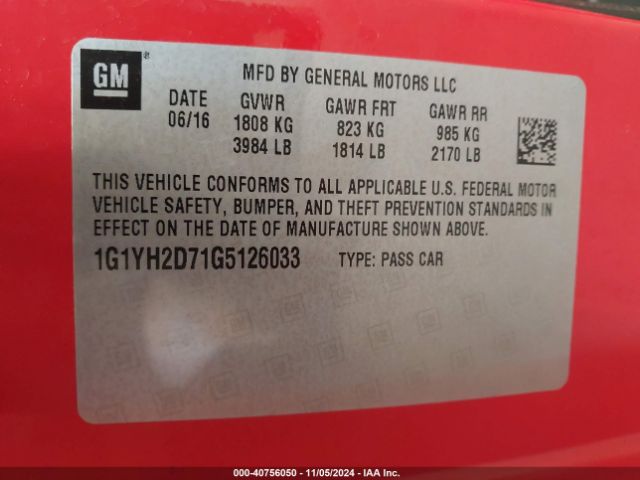 GM ®
MFD BY GENERAL MOTORS LLC
DATE GVWR GAWR FRT GAWR RR
06/16 1808 KG 823 KG 985 KG
3984 LB 1814 LB 2170 LB
THIS VEHICLE CONFORMS TO ALL APPLICABLE U.S. FEDERAL MOTOR
VEHICLE SAFETY, BUMPER, AND THEFT PREVENTION STANDARDS IN
EFFECT ON THE DATE OF MANUFACTURE SHOWN ABOVE.
1G1YH2D71G5126033 TYPE: PASS CAR
000-40756050 - 11/05/2024 - IAA Inc.